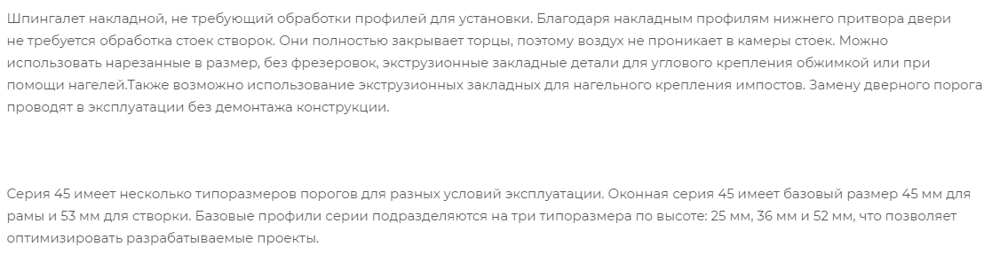 Шпингалет накладной, не требующий обработки профилей для установки. Благодаря накладным профилям нижнего притвора двери
не требуется обработка стоек створок. Они полностью закрывает торцы, поэтому воздух не проникает в камеры стоек. Можно
использовать нарезанные в размер, без фрезеровок, экструзионные закладные детали для углового крепления обжимкой или при
помощи нагелей.Также возможно использование экструзионных закладных для нагельного крепления импостов. Замену дверного порога
проводят в эксплуатации без демонтажа конструкции.
Серия 45 имеет несколько типоразмеров порогов для разных условий эксплуатации. Оконная серия 45 имеет базовый размер 45 мм для
рамы и 53 мм для створки. Базовые профили серии подразделяются на три типоразмера по высоте: 25 мм, 36 мм и 52 мм, что позволяет
оптимизировать разрабатываемые проекты.